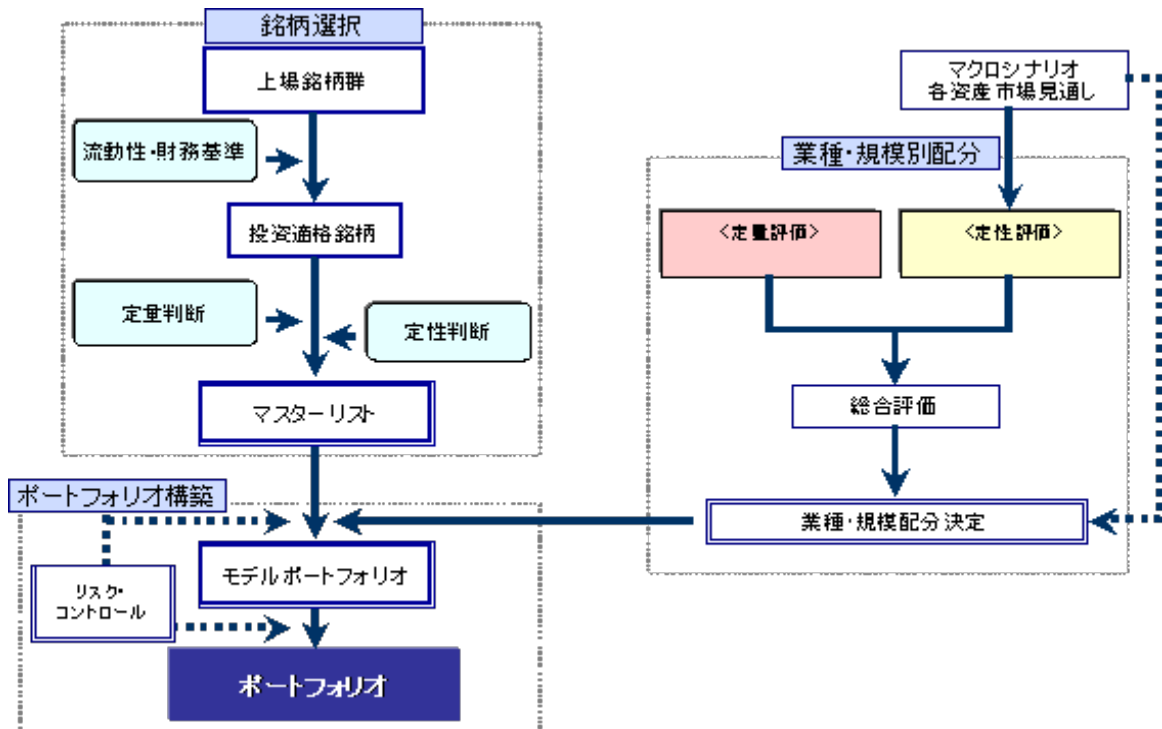 銘柄選択
上場銘柄群
流動性・財務基準
投資適格銘柄
定量判断
定性判断
マスターリスト
マクロシナリオ
各資産市場見通し
業種・規模別配分
<定量評価>
<定性評価>
総合評価
業種・規模配分決定
ポートフォリオ構築
モデルポートフォリオ
リスク・
コントロール
ポートフォリオ